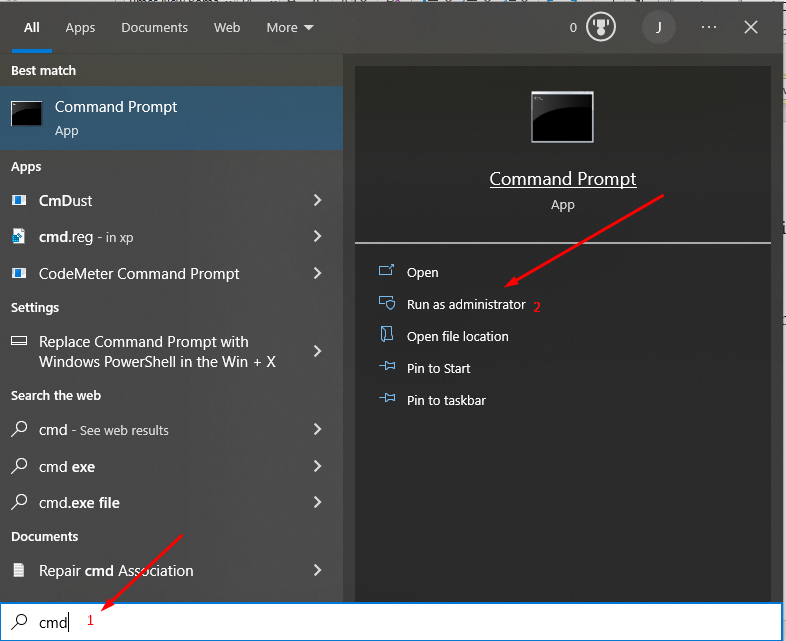 All Apps Documents Web More 0 J ...
Best match
Command Prompt
App
Apps
CmDust
cmd.reg - in xp
CodeMeter Command Prompt
Settings
Replace Command Prompt with
Windows PowerShell in the Win + X
Search the web
cmd - See web results
cmd exe
cmd.exe file
Documents
Repair cmd Association
cmd 1
Command Prompt
App
Open
Run as administrator 2
Open file location
Pin to Start
Pin to taskbar